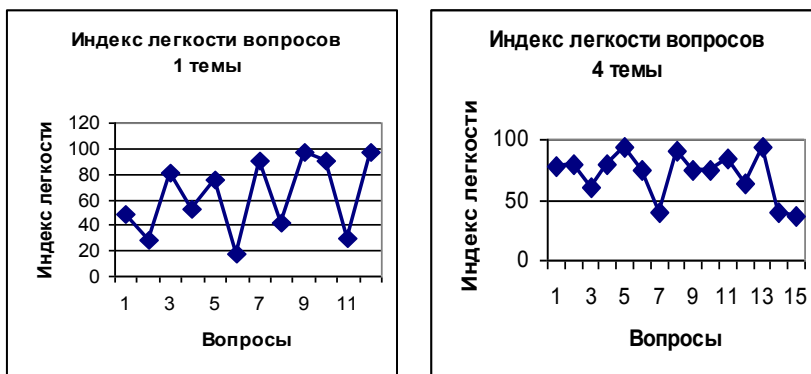 Индекс легкости вопросов
1 темы
Индекс легкости
120
100
80
60
40
20
0
1 3 5 7 9 11
Вопросы
Индекс легкости вопросов
4 темы
Индекс легкости
100
50
0
1 3 5 7 9 11 13 15
Вопросы